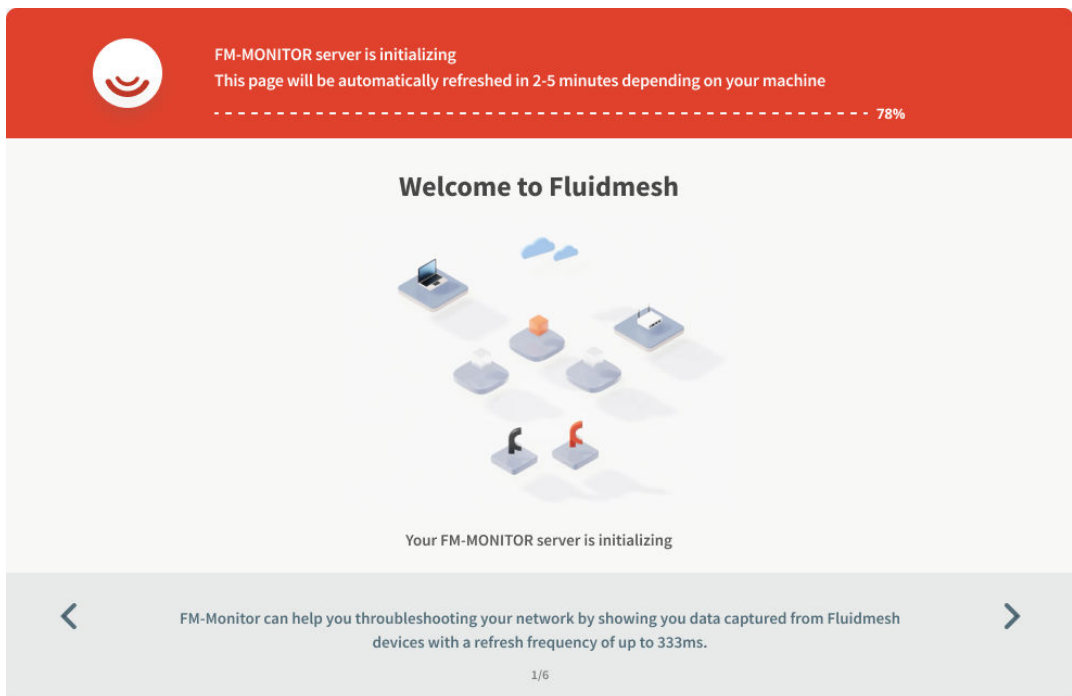 FM-MONITOR server is initializing
This page will be automatically refreshed in 2-5 minutes depending on your machine
78%
Welcome to Fluidmesh
Your FM-MONITOR server is initializing
FM-Monitor can help you throubleshooting your network by showing you data captured from Fluidmesh
devices with a refresh frequency of up to 333ms.
1/6